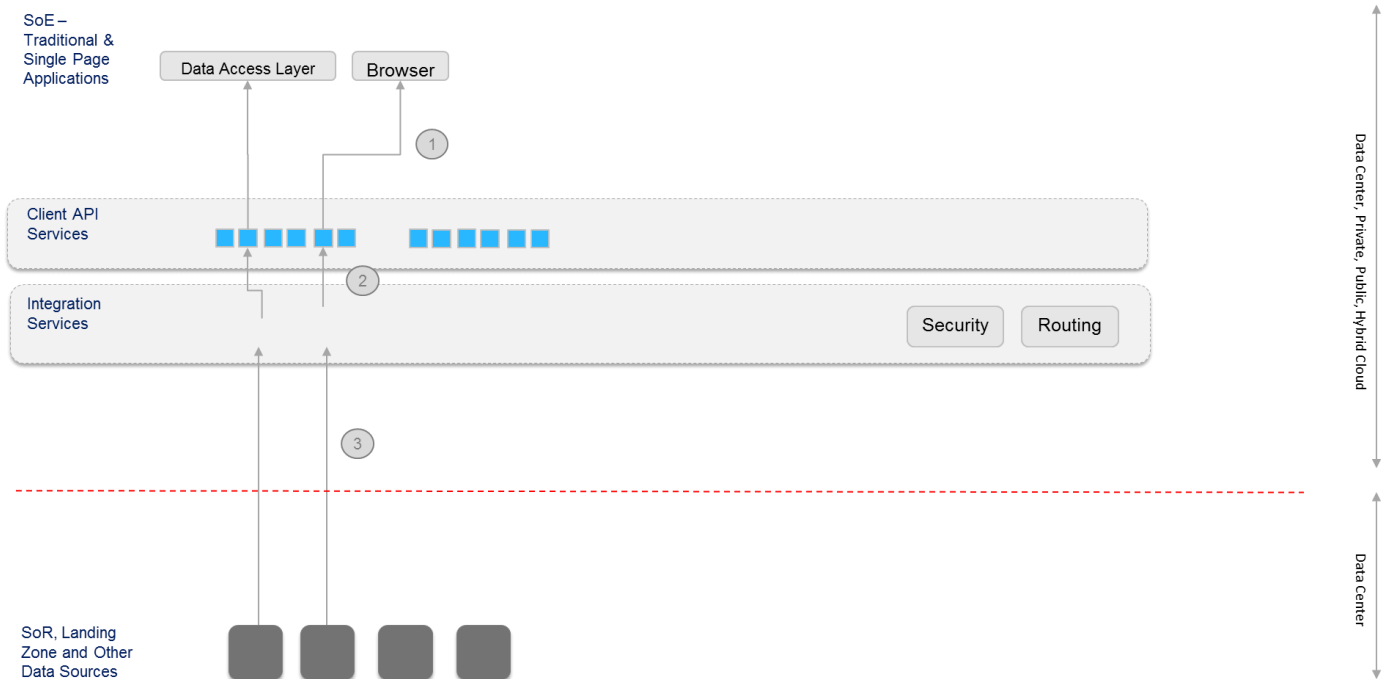 SoE –
Traditional &
Single Page
Applications
Data Access Layer
Browser
1
Client API
Services
2
Integration
Services
Security
Routing
Data Center, Private, Public, Hybrid Cloud
3
Data Center
SoR, Landing
Zone and Other
Data Sources